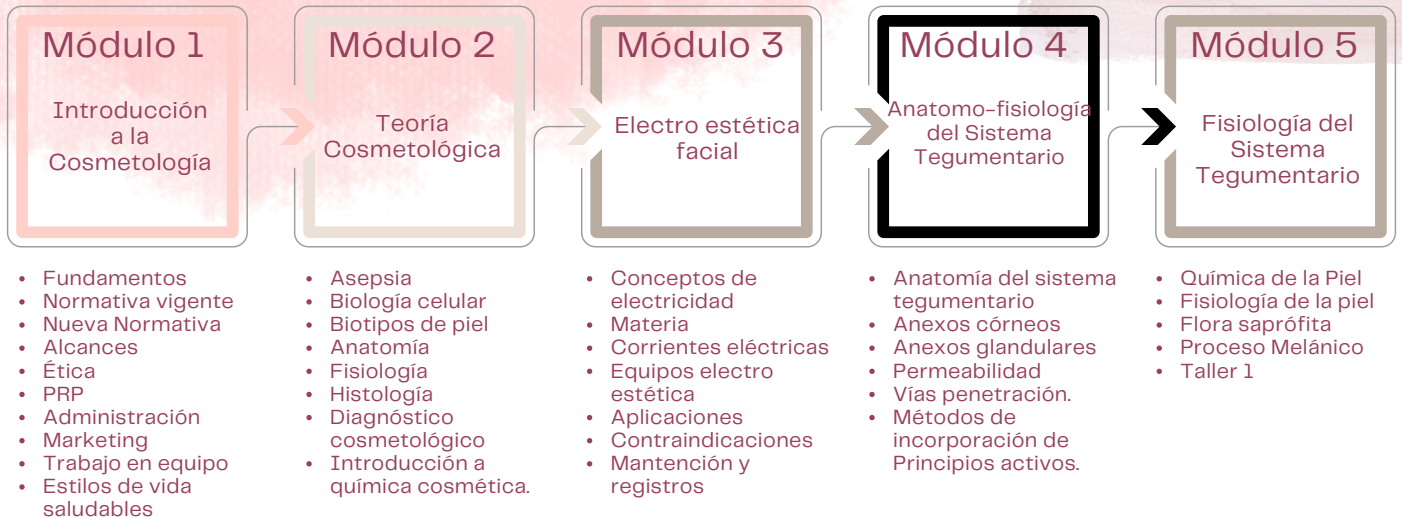 Módulo 1
Introducción
a la
Cosmetología
• Fundamentos
• Normativa vigente
• Nueva Normativa
• Alcances
• Ética
• PRP
• Administración
• Marketing
• Trabajo en equipo
• Estilos de vida
saludables
Módulo 2
Teoría
Cosmetológica
• Asepsia
• Biología celular
• Biotipos de piel
• Anatomía
• Fisiología
• Histología
• Diagnóstico
cosmetológico
• Introducción a
química cosmética.
Módulo 3
Electro estética
facial
• Conceptos de
electricidad
• Materia
• Corrientes eléctricas
• Equipos electro
estética
• Aplicaciones
• Contraindicaciones
• Mantención y
registros
Módulo 4
Anatomo-fisiología
del Sistema
Tegumentario
• Anatomía del sistema
tegumentario
• Anexos córneos
• Anexos glandulares
• Permeabilidad
• Vías penetración.
• Métodos de
incorporación de
Principios activos.
Módulo 5
Fisiología del
Sistema
Tegumentario
• Química de la Piel
• Fisiología de la piel
• Flora saprófita
• Proceso Melánico
• Taller 1